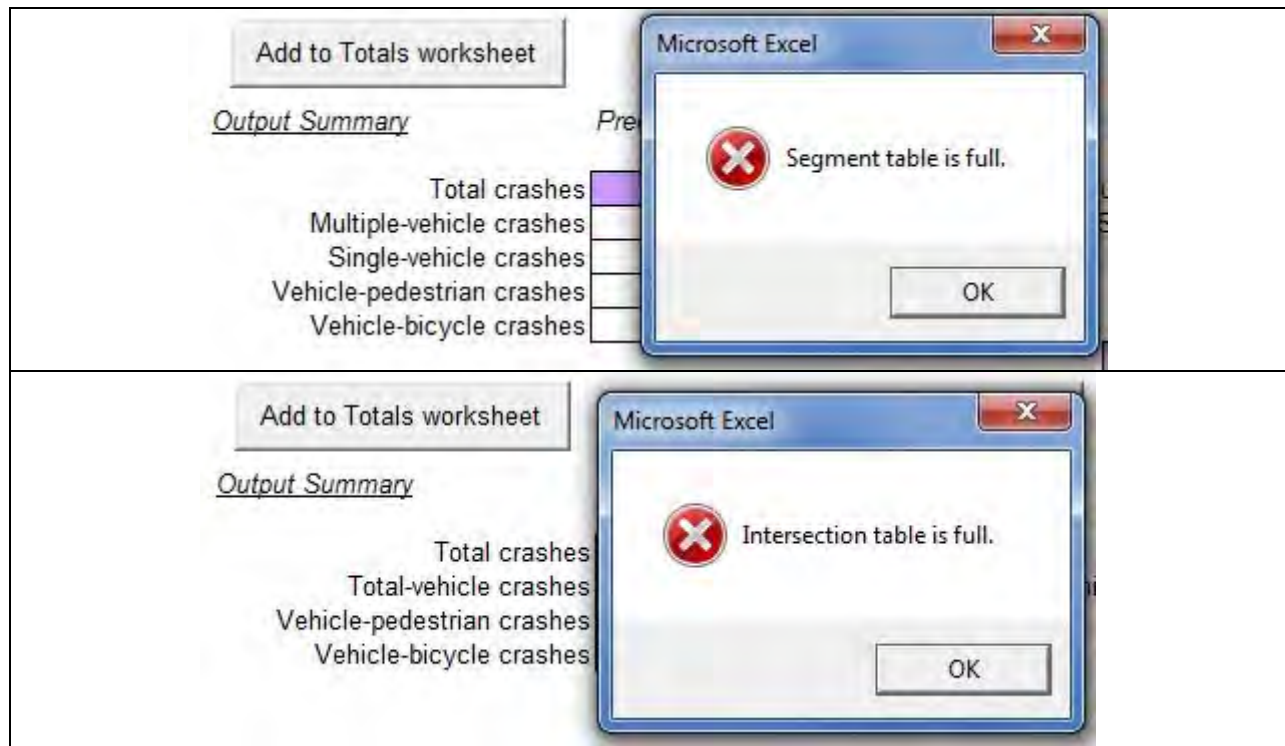 Add to Totals worksheet
Microsoft Excel
Output Summary
Segment table is full.
Total crashes
Multiple-vehicle crashes
Single-vehicle crashes
Vehicle-pedestrian crashes
Vehicle-bicycle crashes
OK
Add to Totals worksheet
Microsoft Excel
Output Summary
Intersection table is full.
Total crashes
Total-vehicle crashes
Vehicle-pedestrian crashes
Vehicle-bicycle crashes
OK